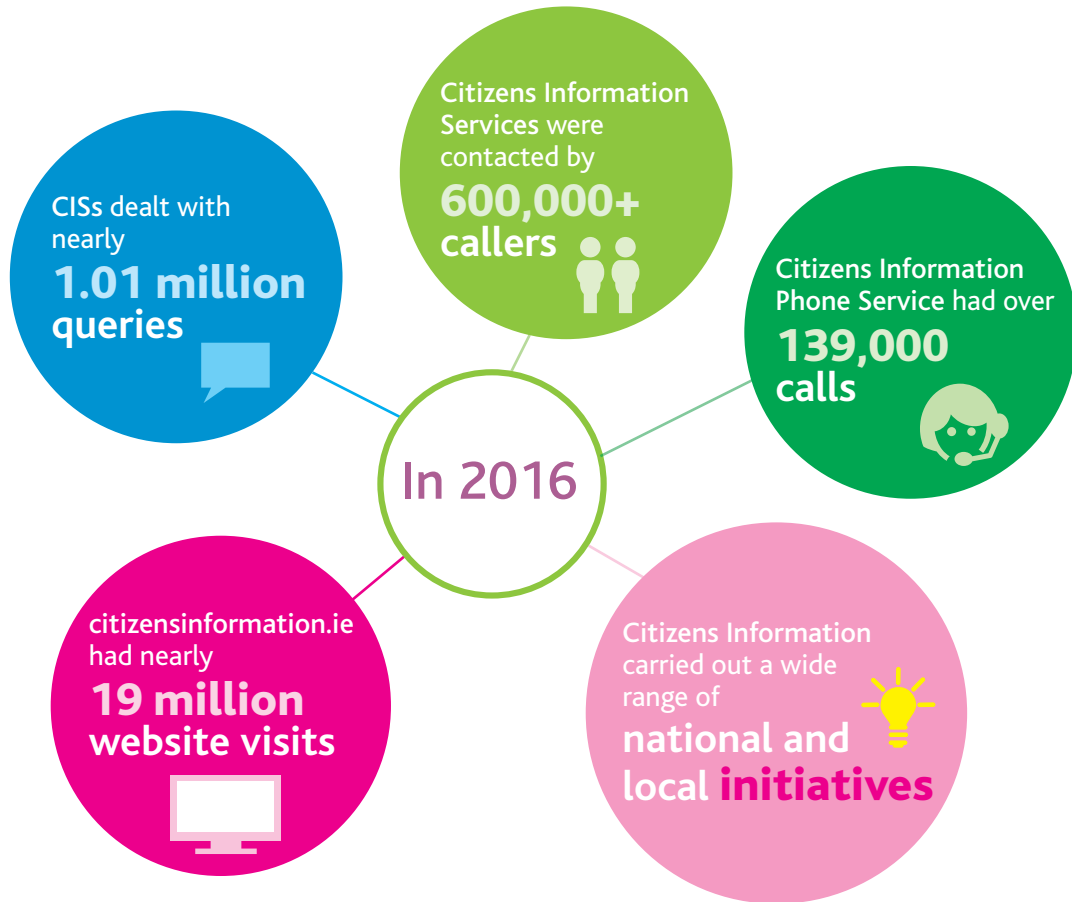 Citizens Information
Services were
contacted by
600,000+
callers
CISs dealt with
nearly
1.01 million
queries
Citizens Information
Phone Service had over
139,000
calls
In 2016
citizensinformation.ie
had nearly
19 million
website visits
Citizens Information
carried out a wide
range of
national and
local initiatives